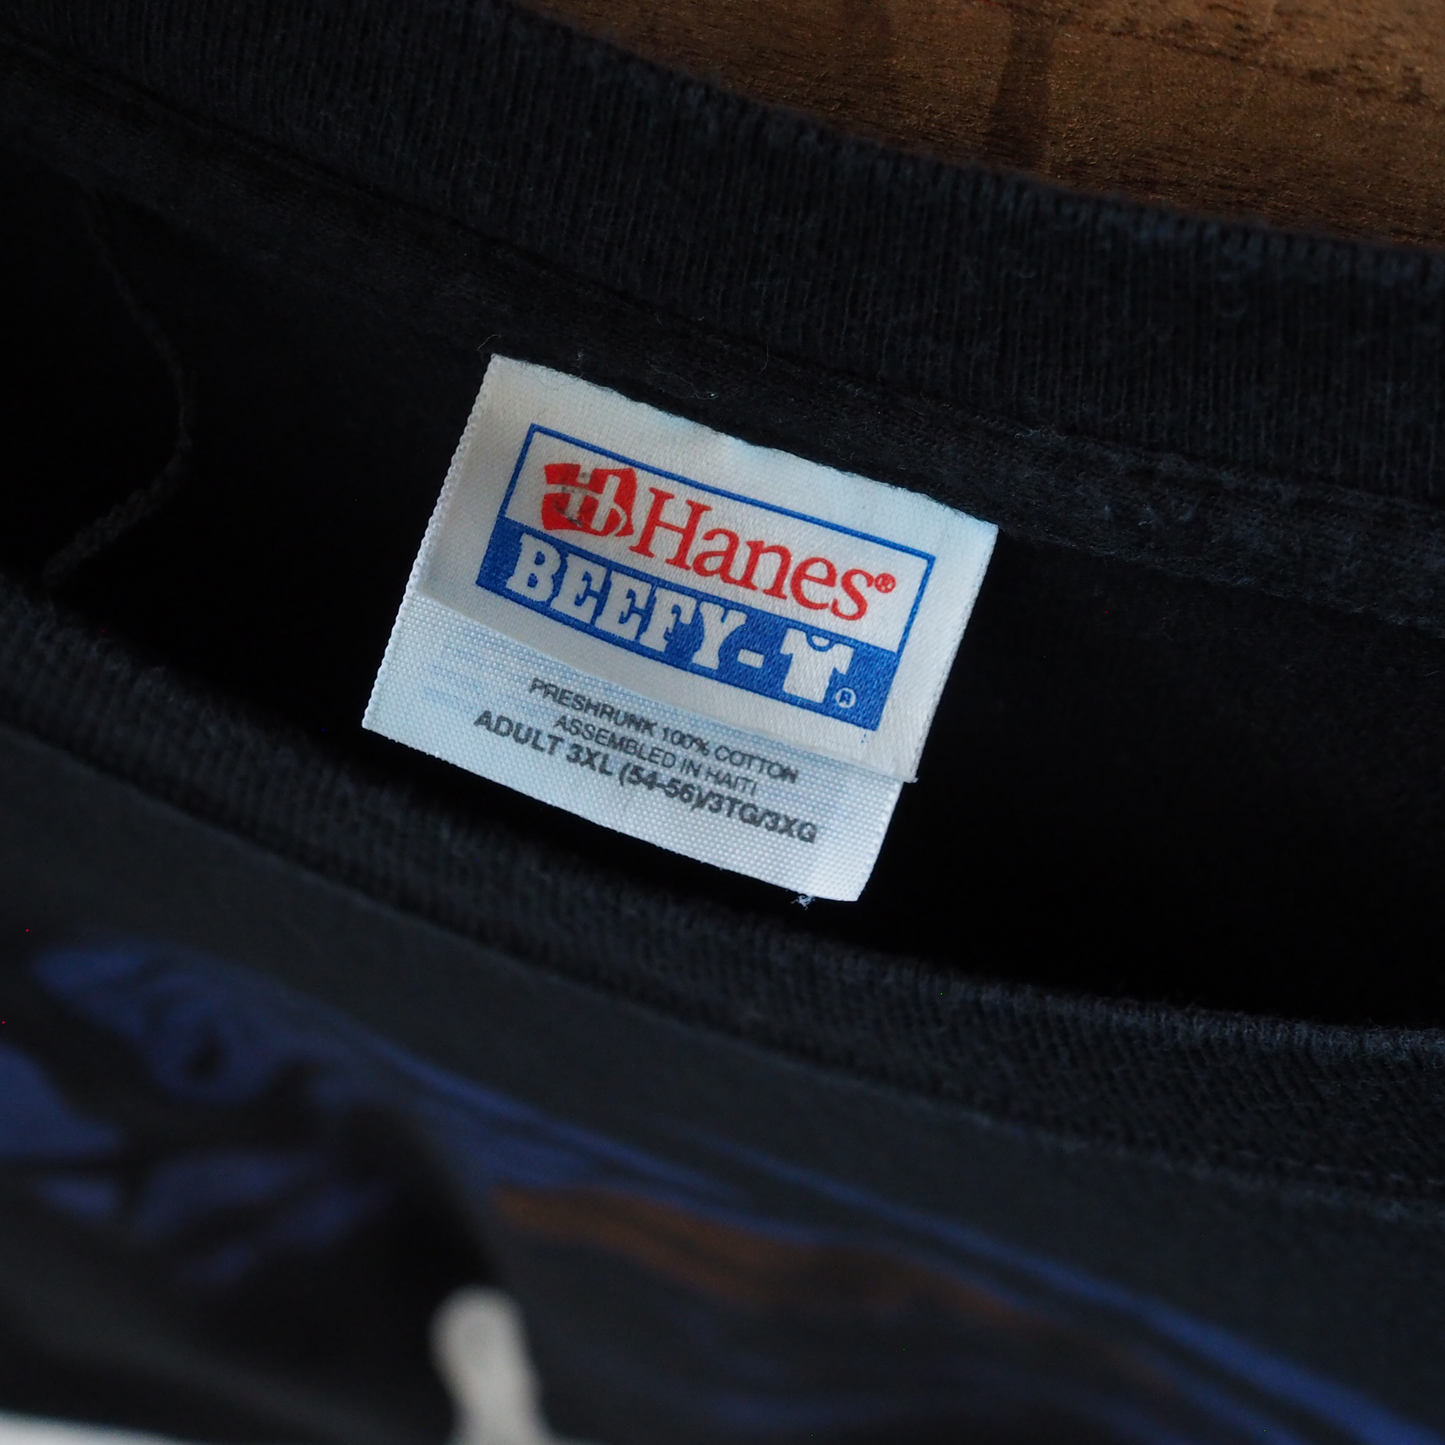 Hanes®
BEEFY-T®
PRESHRUNK 100% COTTON
ASSEMBLED IN HAITI
ADULT 3XL (54-56)/3TG/3XG